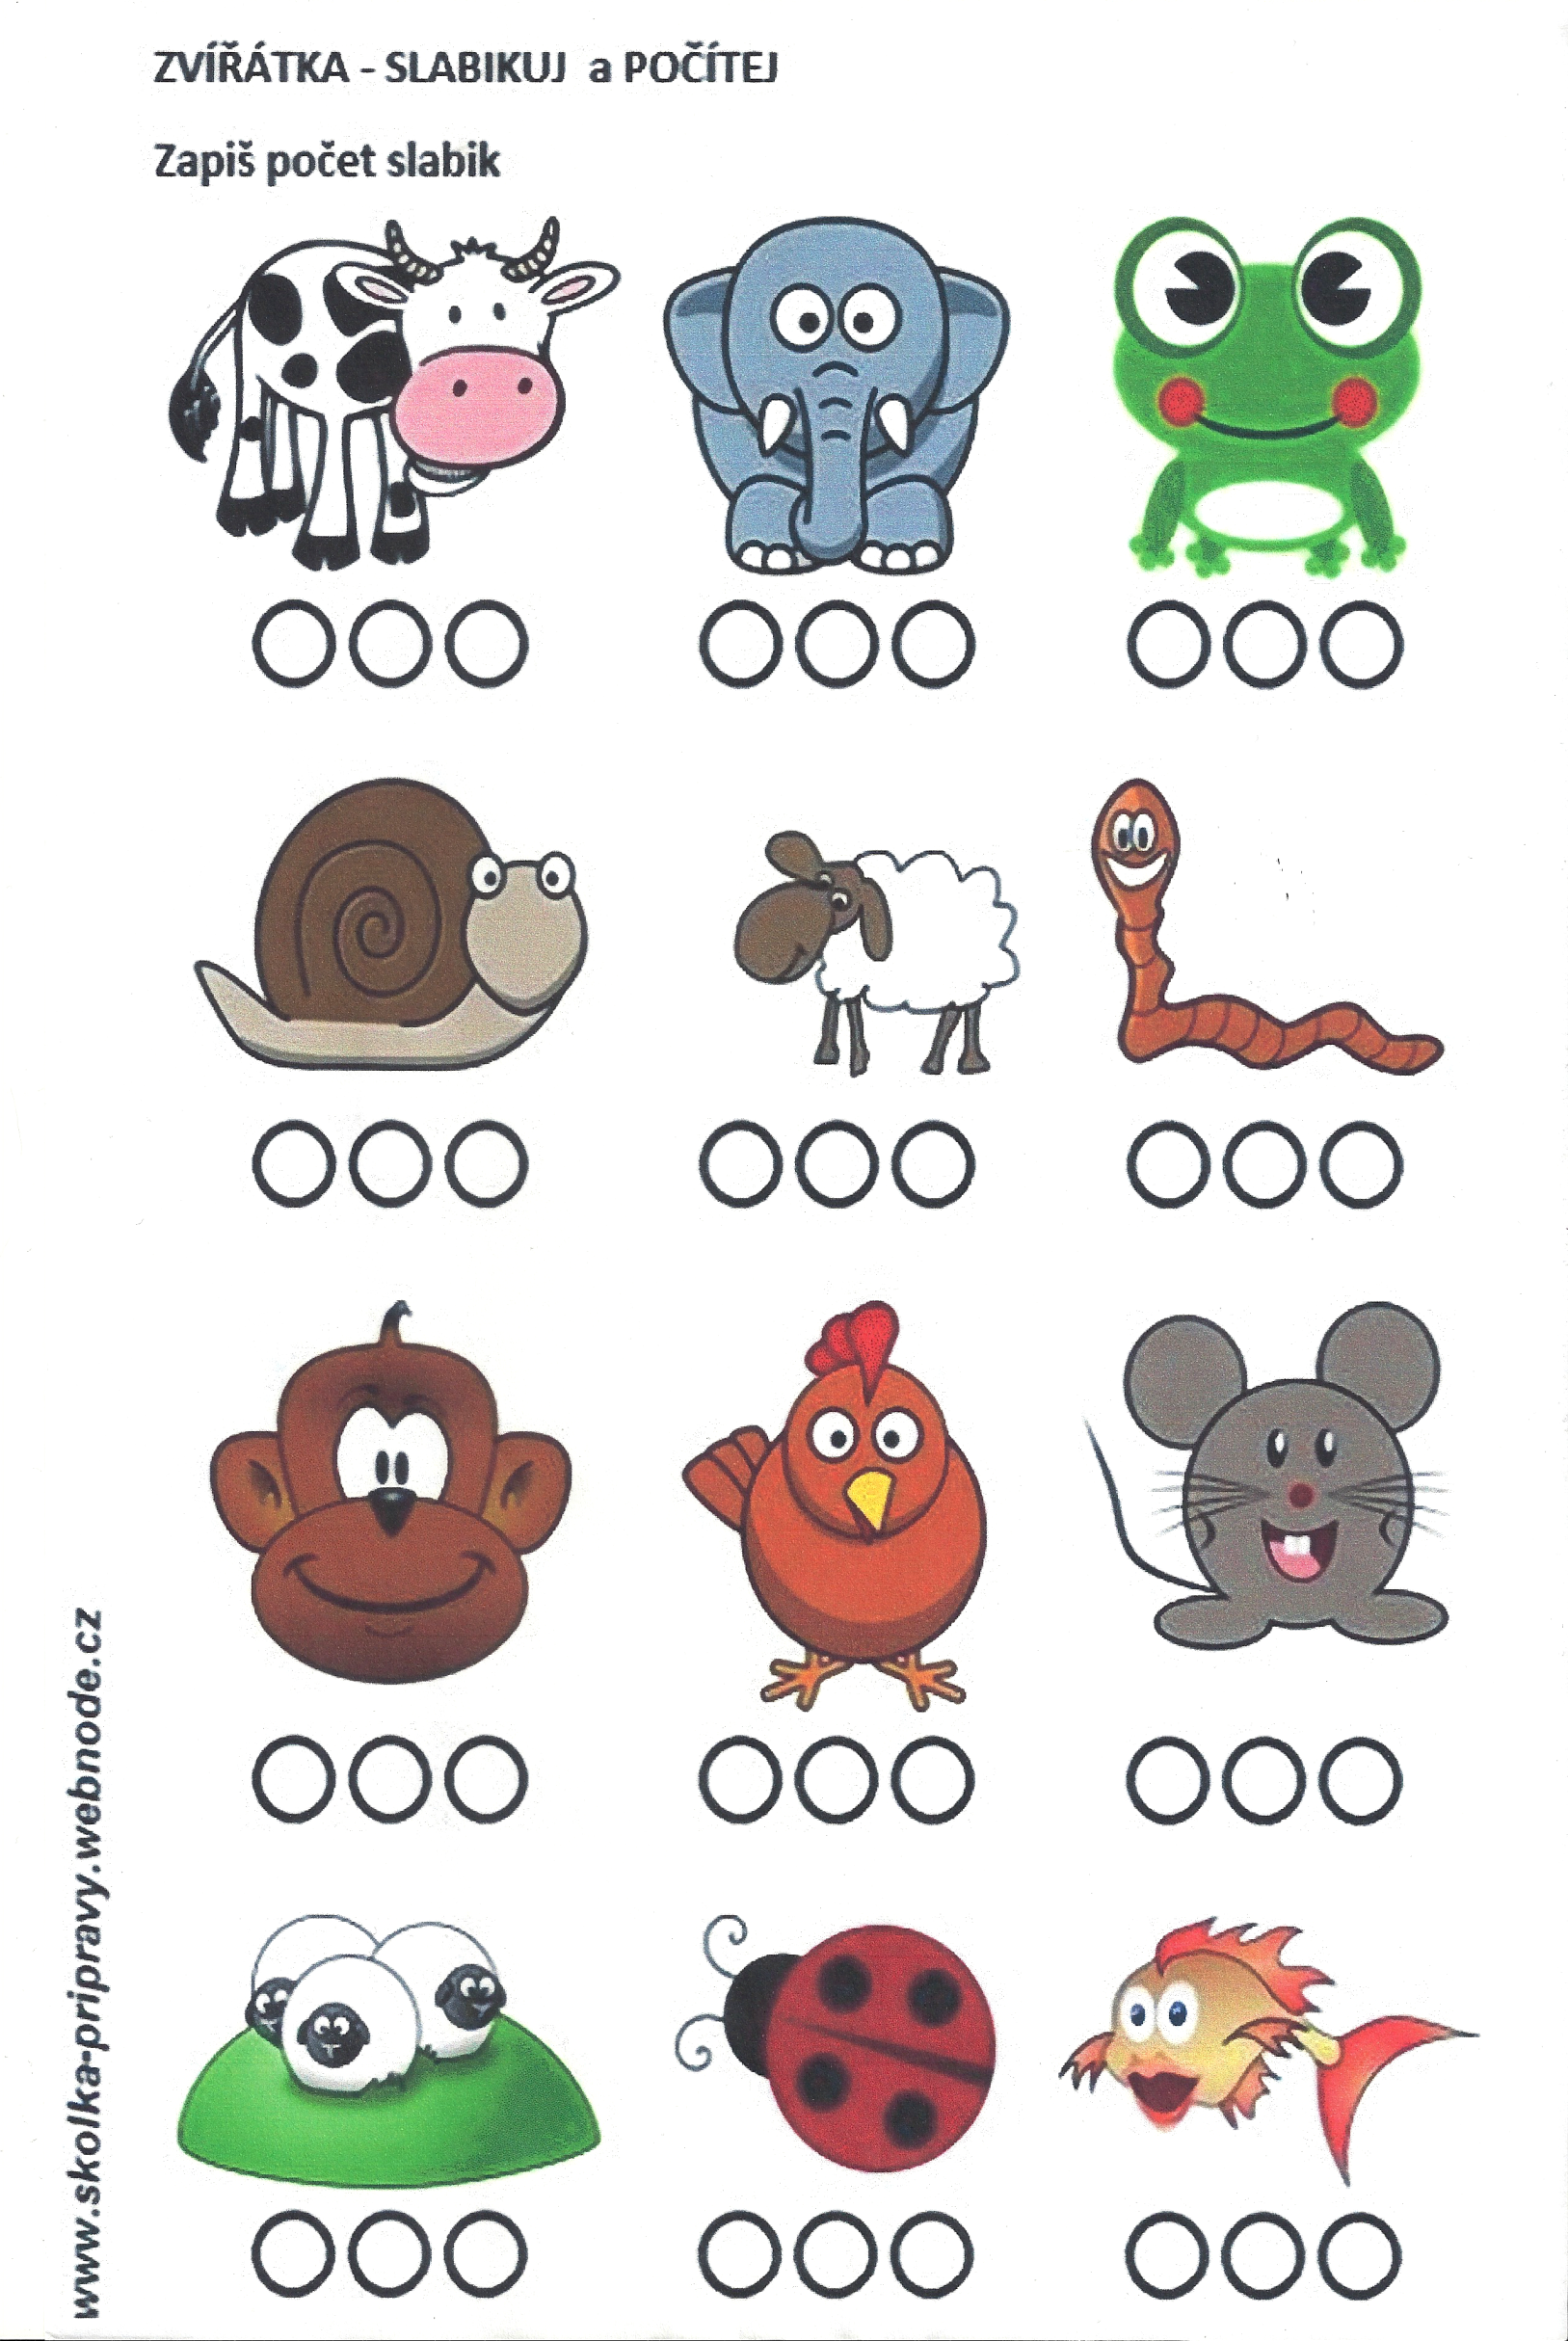 ZVÍŘÁTKA - SLABIKUJ a POČÍTEJ
Zapiš počet slabik
www.skolka-pripravy.webnode.cz